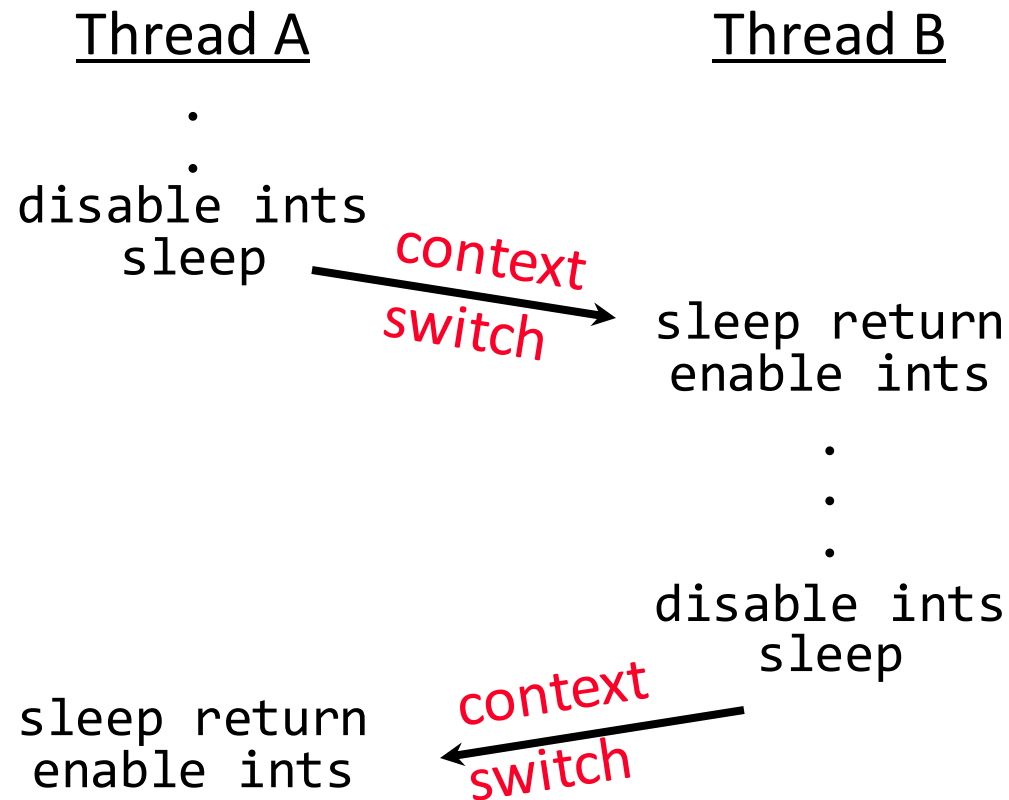 Thread A
Thread B
.
.
disable ints
sleep
context
switch
sleep return
enable ints
.
.
.
disable ints
sleep
context
switch
sleep return
enable ints